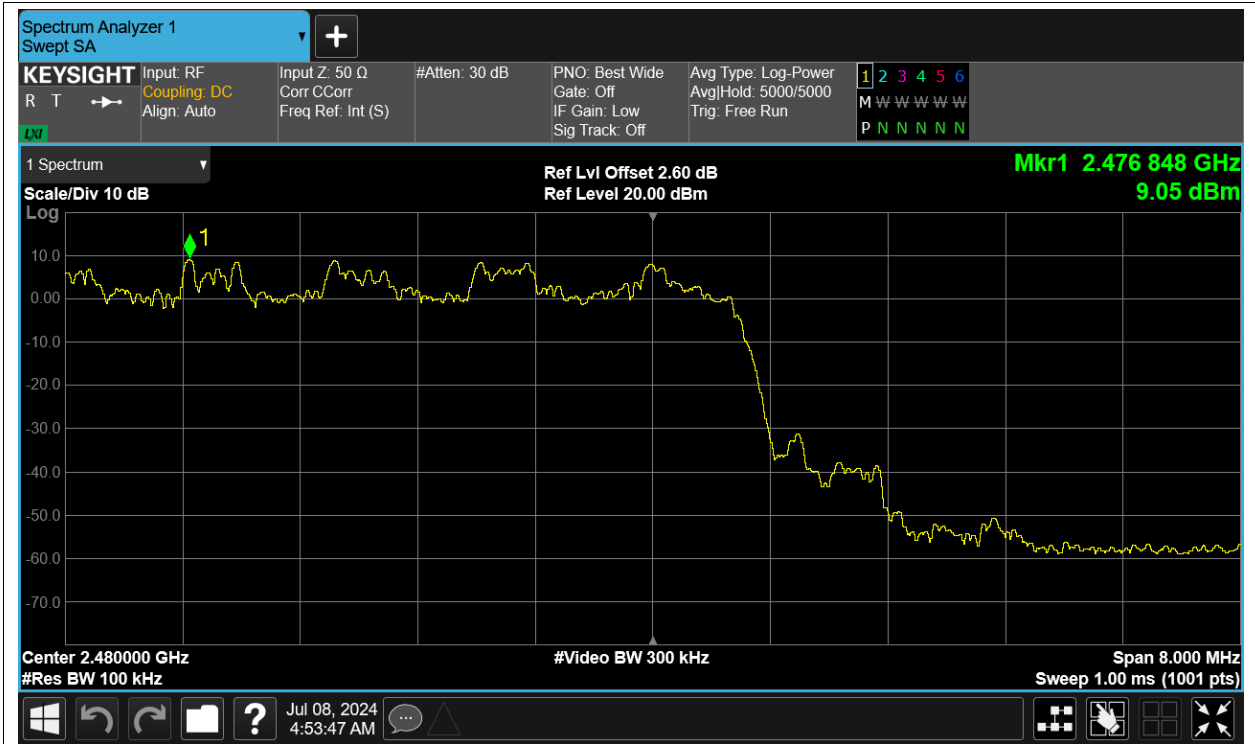 Spectrum Analyzer 1
Swept SA
KEYSIGHT
R T
LXI
Input: RF
Coupling: DC
Align: Auto
Input Z: 50 Ω
Corr CCorr
Freq Ref: Int (S)
#Atten: 30 dB
PNO: Best Wide
Gate: Off
IF Gain: Low
Sig Track: Off
Avg Type: Log-Power
Avg|Hold: 5000/5000
Trig: Free Run
1 2 3 4 5 6
M W W W W W
P N N N N N
1 Spectrum
Scale/Div 10 dB
Log
Ref Lvl Offset 2.60 dB
Ref Level 20.00 dBm
Mkr1 2.476 848 GHz
9.05 dBm
1
10.0
0.00
-10.0
-20.0
-30.0
-40.0
-50.0
-60.0
-70.0
Center 2.480000 GHz
#Video BW 300 kHz
Span 8.000 MHz
#Res BW 100 kHz
Sweep 1.00 ms (1001 pts)
?
Jul 08, 2024
4:53:47 AM